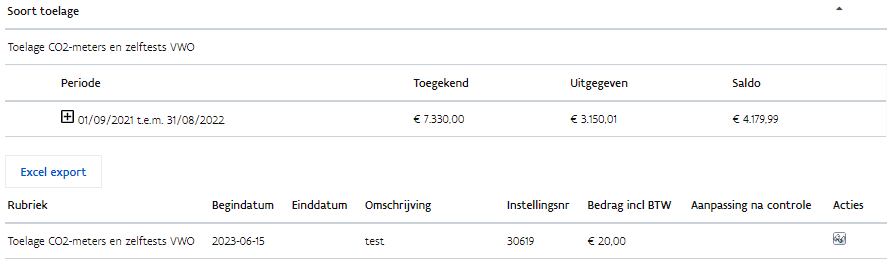 Soort toelage
Toelage CO2-meters en zelftests VWO
Periode Toegekend Uitgegeven Saldo
01/09/2021 t.e.m. 31/08/2022 € 7.330,00 € 3.150,01 € 4.179,99
Excel export
Rubriek Begindatum Einddatum Omschrijving Instellingsnr Bedrag incl BTW Aanpassing na controle Acties
Toelage CO2-meters en zelftests VWO 2023-06-15 test 30619 € 20,00